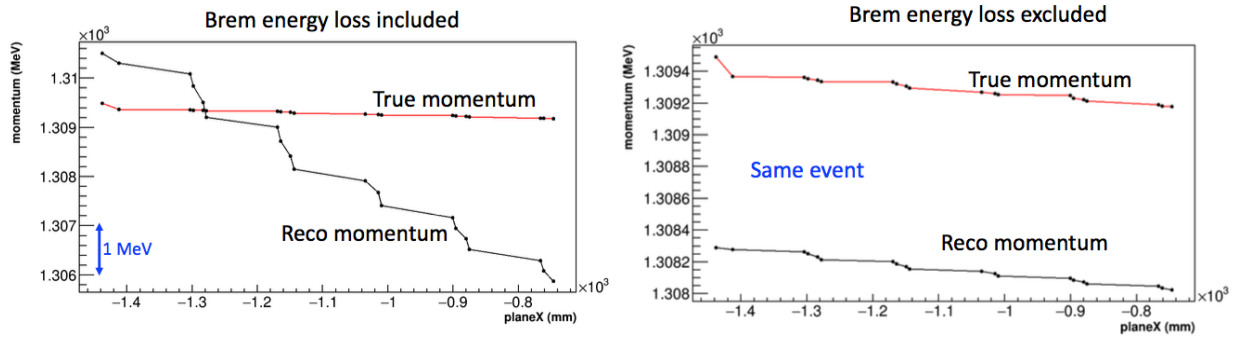 Brem energy loss included
×10³
momentum (MeV)
1.31
1.309
1.308
1.307
1.306
True momentum
Reco momentum
1 MeV
−1.4
−1.3
−1.2
−1.1
−1
−0.9
−0.8
×10³
planeX (mm)
Brem energy loss excluded
×10³
momentum (MeV)
1.3094
1.3092
1.309
1.3088
1.3086
1.3084
1.3082
1.308
True momentum
Same event
Reco momentum
−1.4
−1.3
−1.2
−1.1
−1
−0.9
−0.8
×10³
planeX (mm)